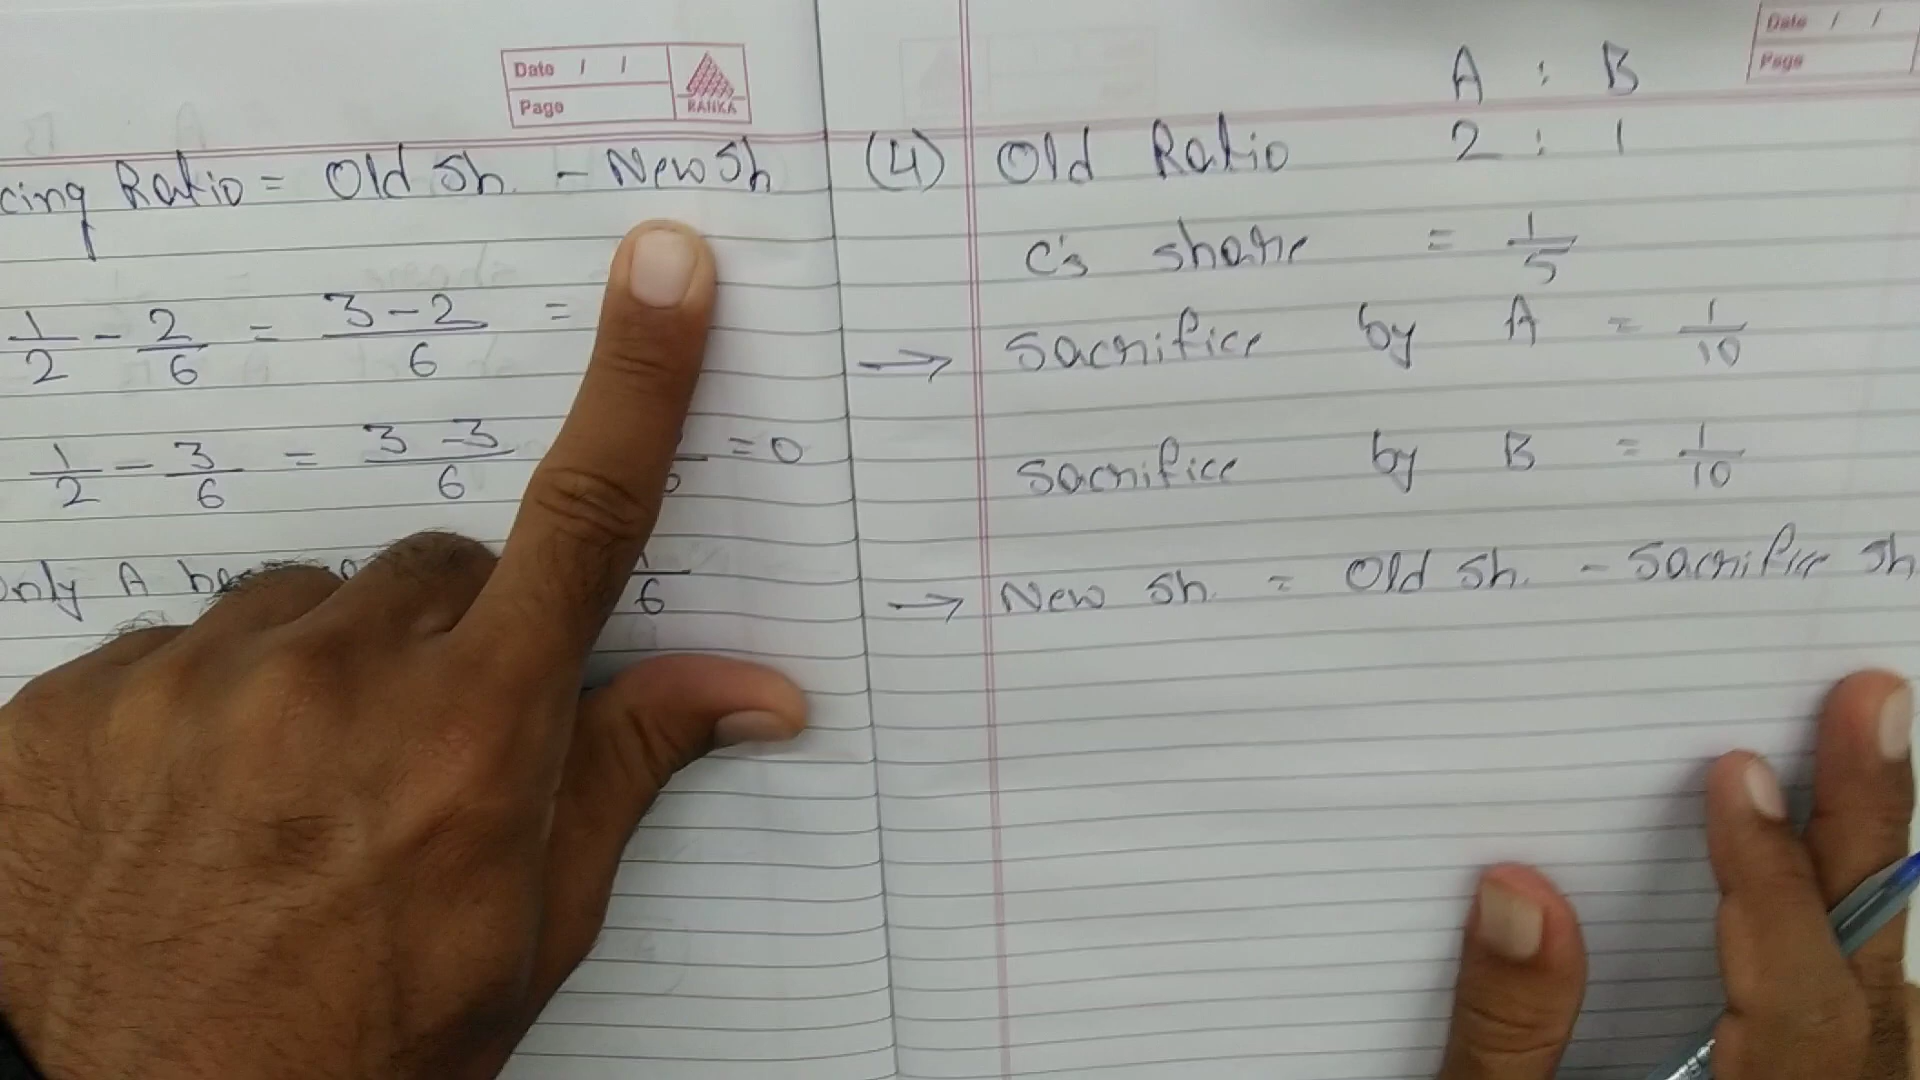 Date / /
Page
RANKA
cing Ratio = Old Sh. - New Sh
1/2 - 2/6 = 3-2/6 =
1/2 - 3/6 = 3-3/6 = 0
Only A
1/6
Date / /
Page
A : B
(4) Old Ratio 2 : 1
C's share = 1/5
→ Sacrifice by A = 1/10
Sacrifice by B = 1/10
→ New Sh. = Old Sh. - Sacrifice Sh